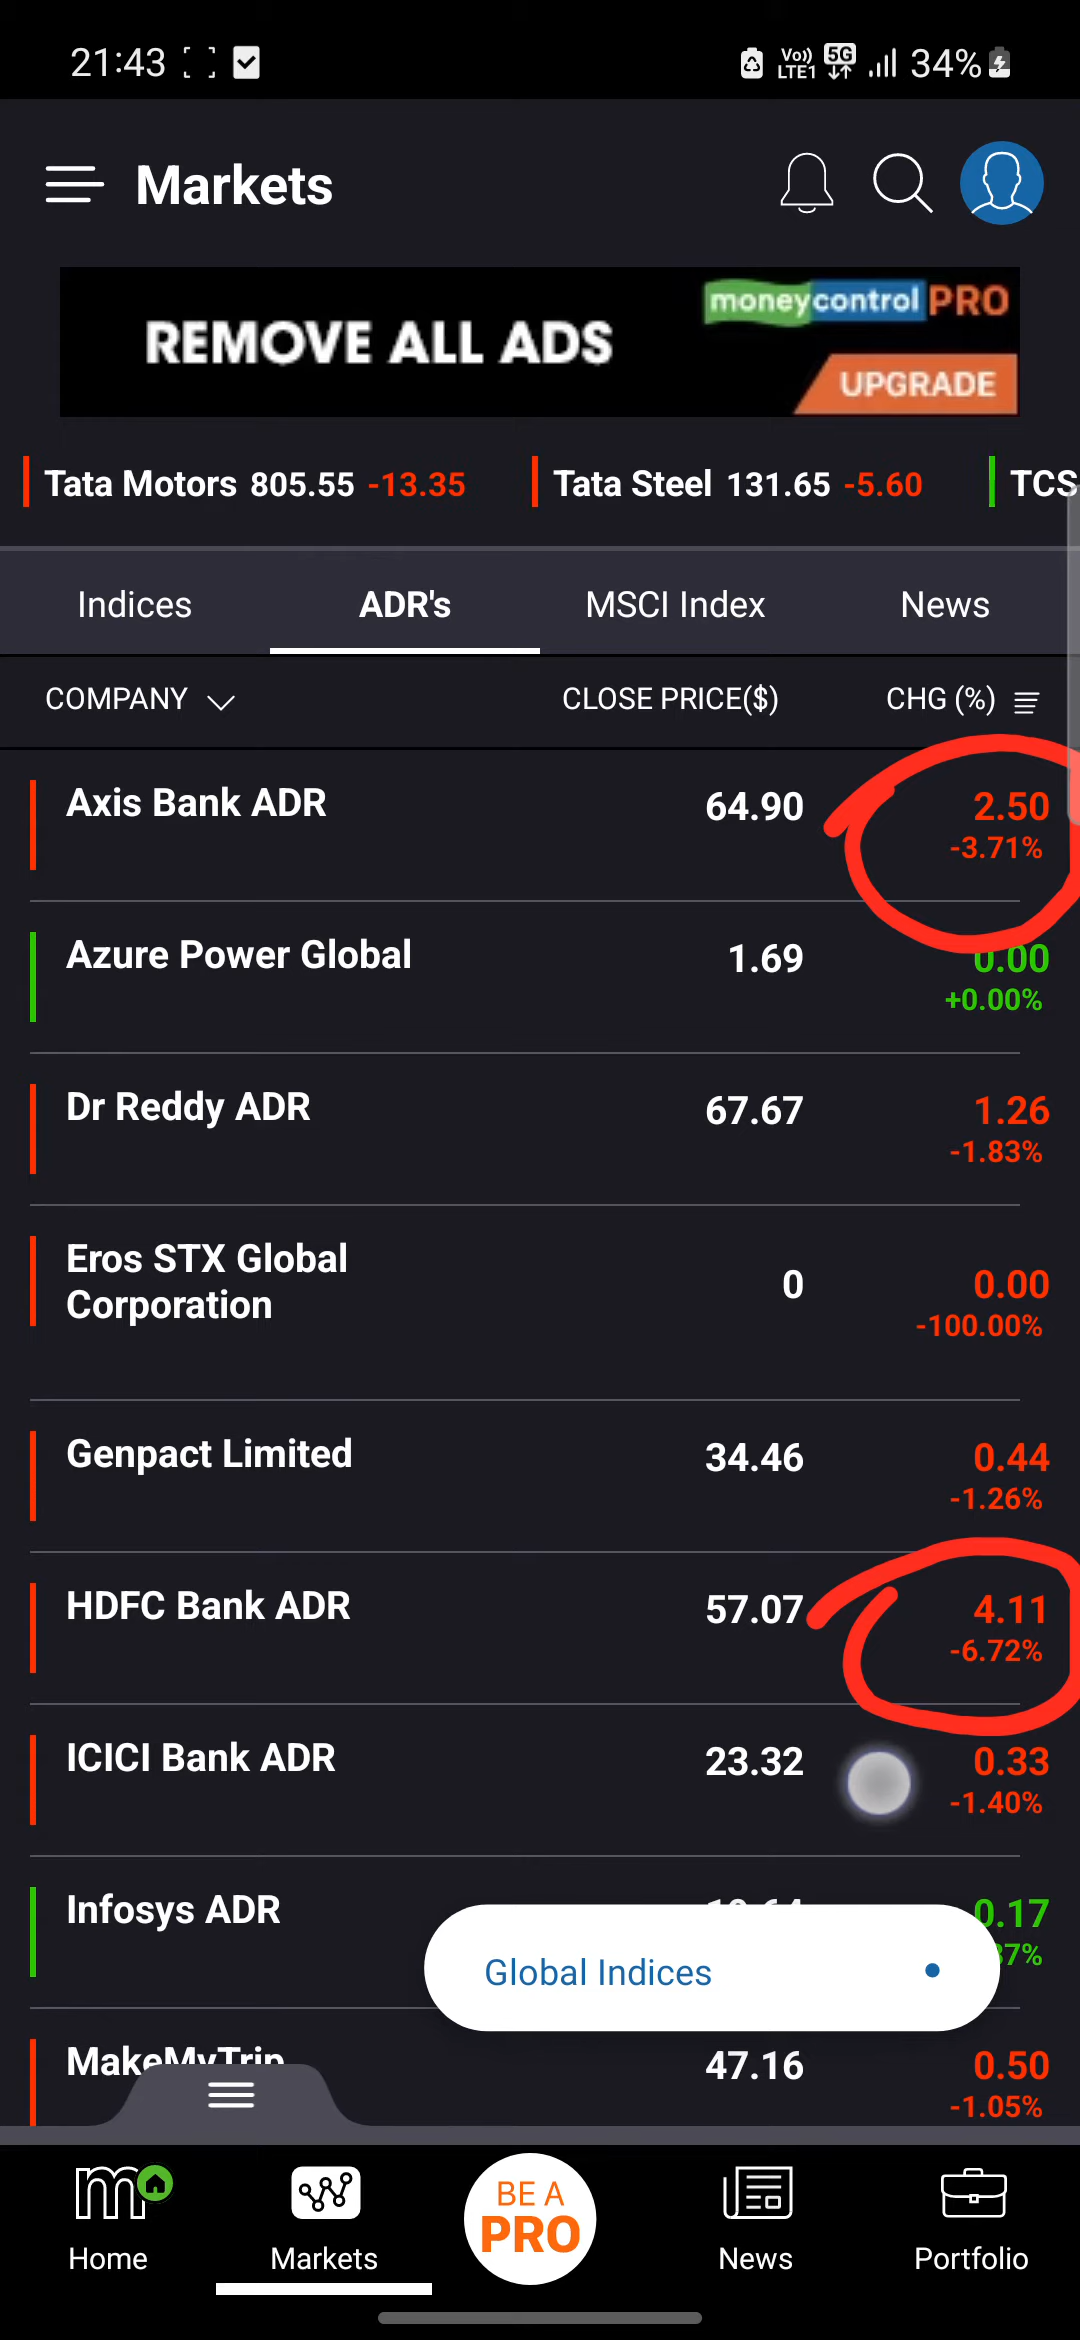 21:43
Vo)) LTE1 5G 34%
Markets
REMOVE ALL ADS
moneycontrol PRO
UPGRADE
Tata Motors 805.55 -13.35 Tata Steel 131.65 -5.60 TCS
Indices ADR's MSCI Index News
COMPANY CLOSE PRICE($) CHG (%)
Axis Bank ADR 64.90 2.50
-3.71%
Azure Power Global 1.69 0.00
+0.00%
Dr Reddy ADR 67.67 1.26
-1.83%
Eros STX Global
Corporation 0 0.00
-100.00%
Genpact Limited 34.46 0.44
-1.26%
HDFC Bank ADR 57.07 4.11
-6.72%
ICICI Bank ADR 23.32 0.33
-1.40%
Infosys ADR 0.17
37%
Global Indices
MakeMyTrip 47.16 0.50
-1.05%
m
BE A
PRO
Home Markets News Portfolio